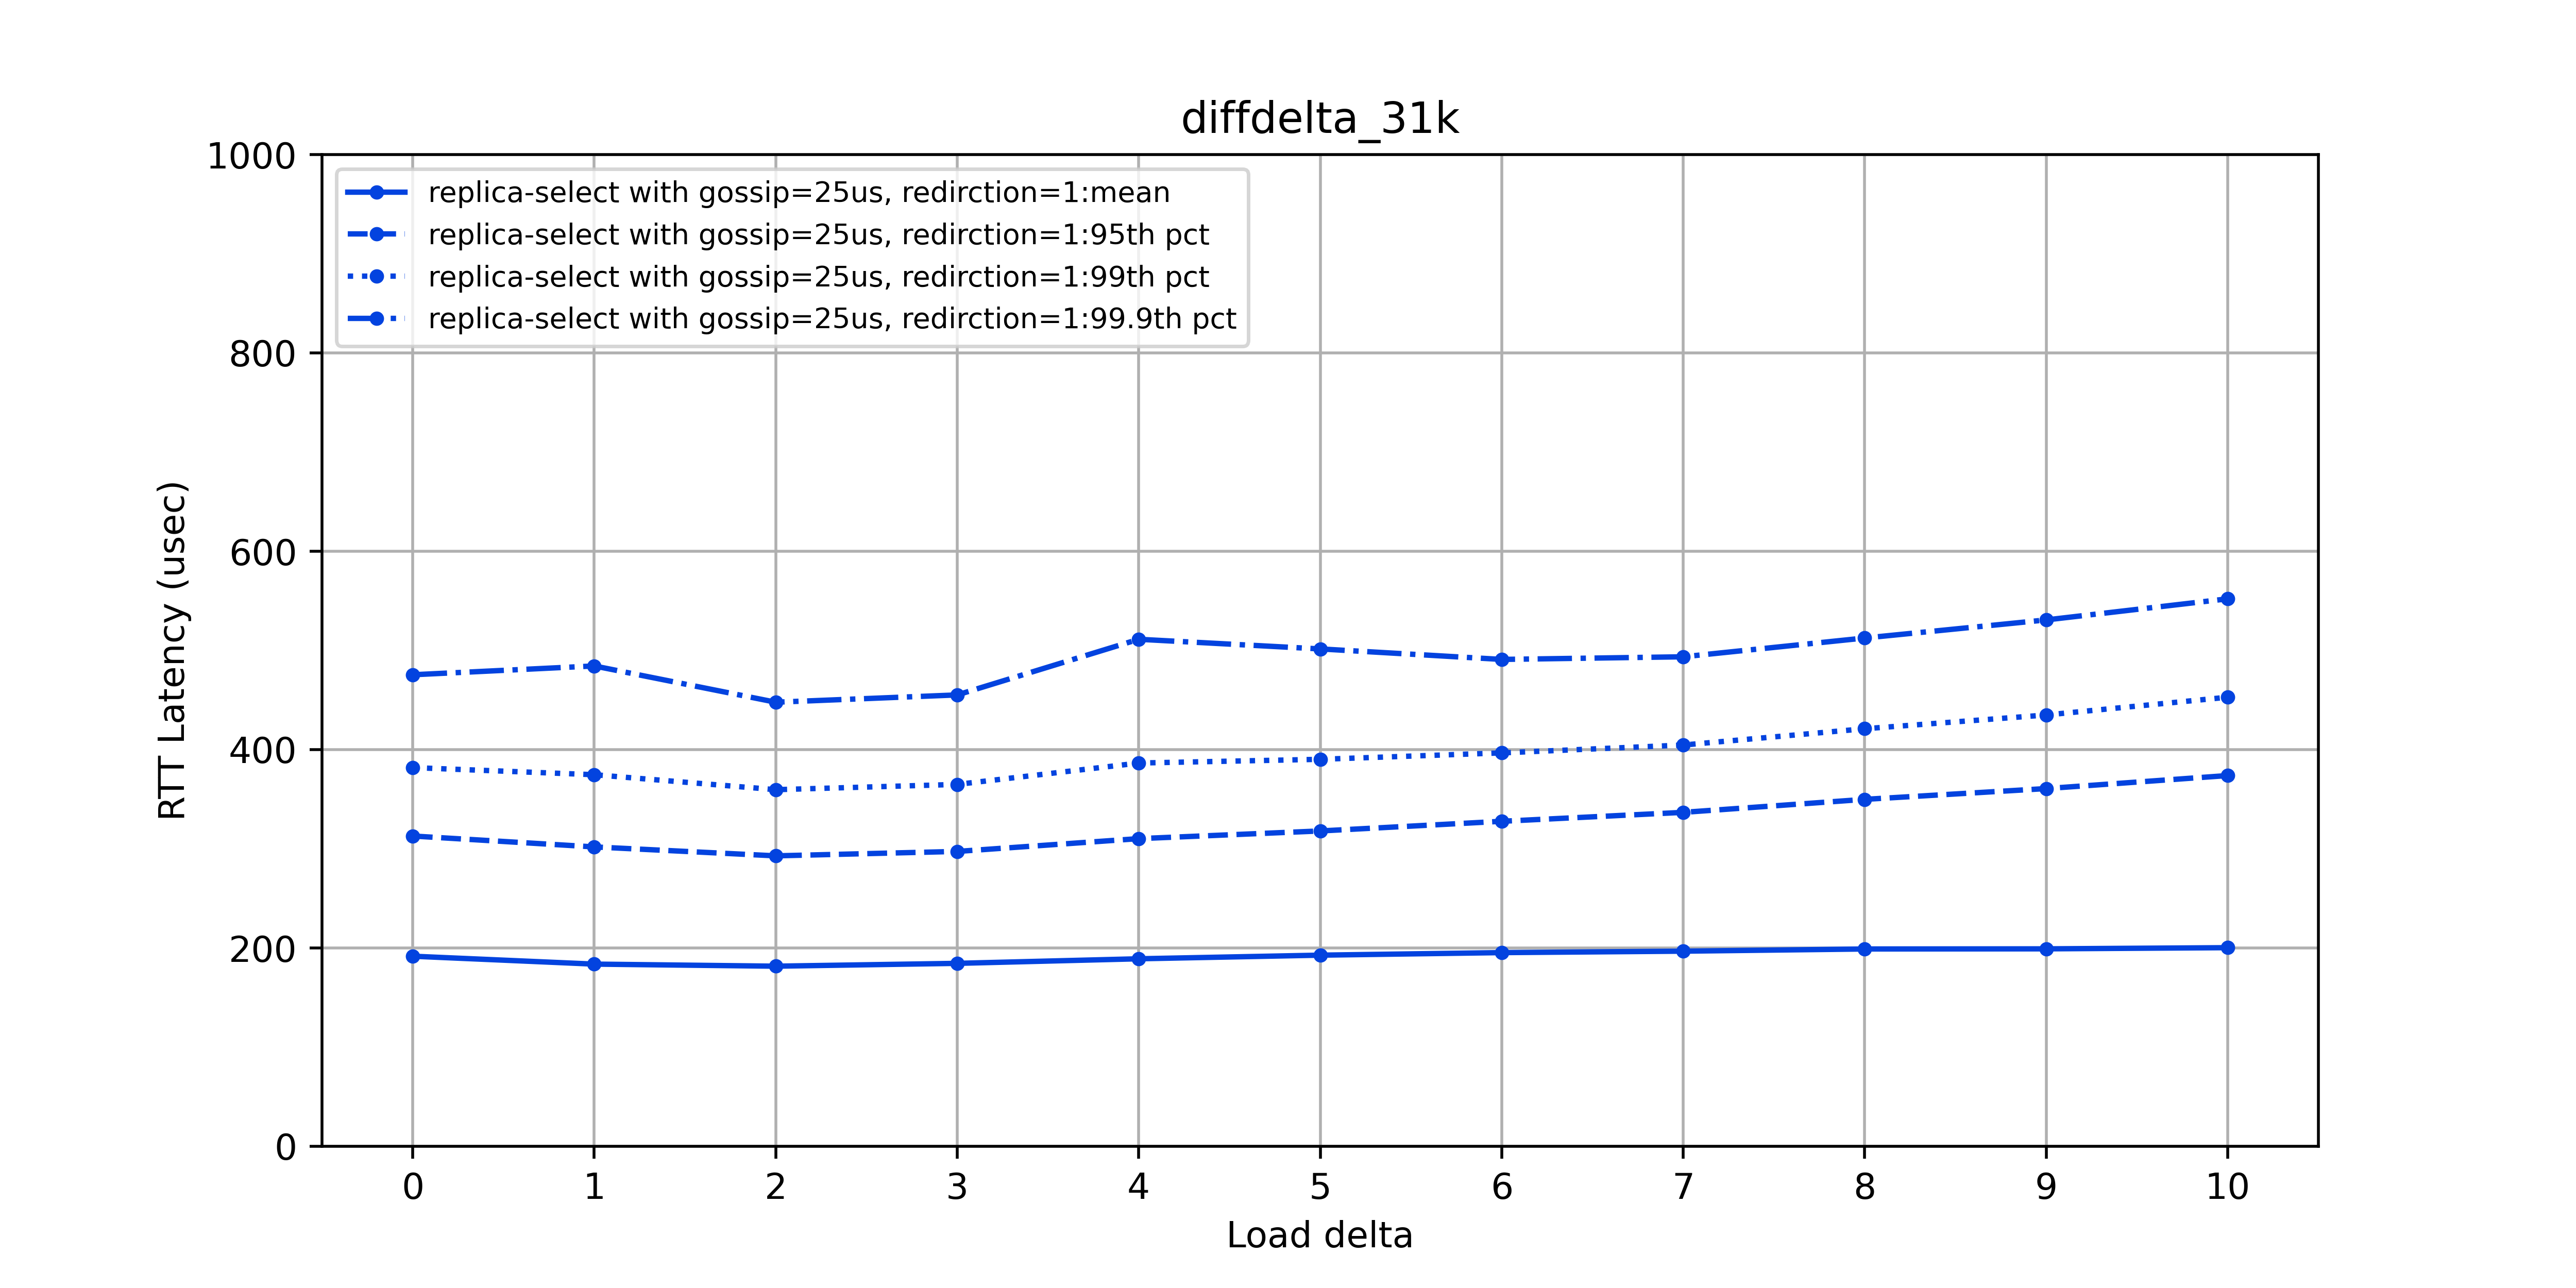 diffdelta_31k
1000
800
600
400
200
0
RTT Latency (usec)
replica-select with gossip=25us, redirction=1:mean
replica-select with gossip=25us, redirction=1:95th pct
replica-select with gossip=25us, redirction=1:99th pct
replica-select with gossip=25us, redirction=1:99.9th pct
0 1 2 3 4 5 6 7 8 9 10
Load delta